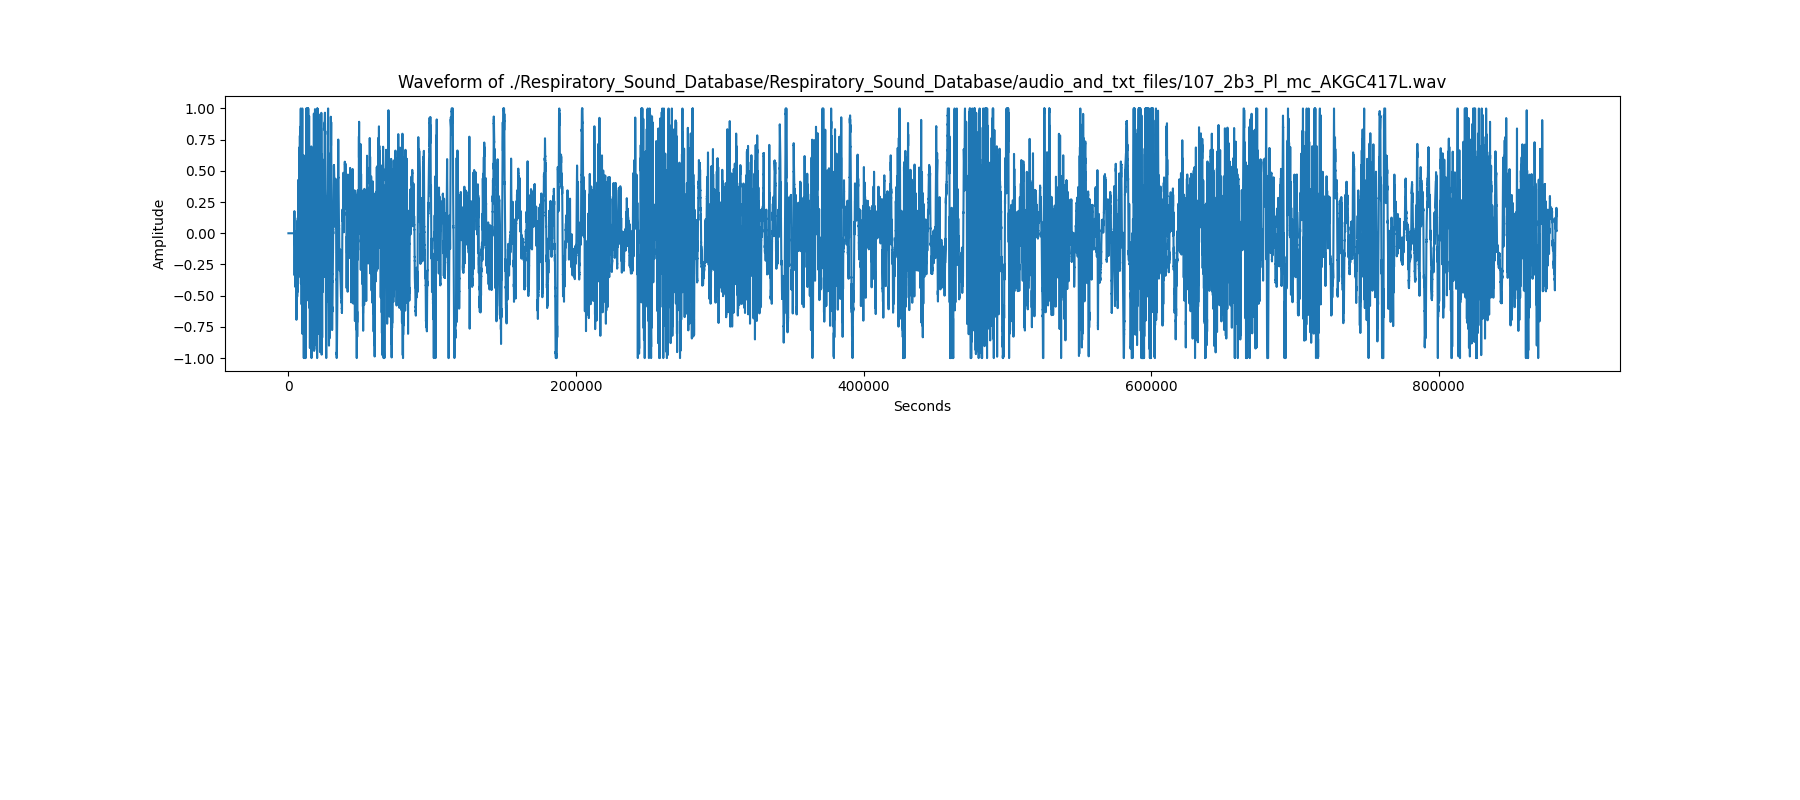 Waveform of ./Respiratory_Sound_Database/Respiratory_Sound_Database/audio_and_txt_files/107_2b3_Pl_mc_AKGC417L.wav
1.00
0.75
0.50
0.25
0.00
−0.25
−0.50
−0.75
−1.00
Amplitude
0 200000 400000 600000 800000
Seconds